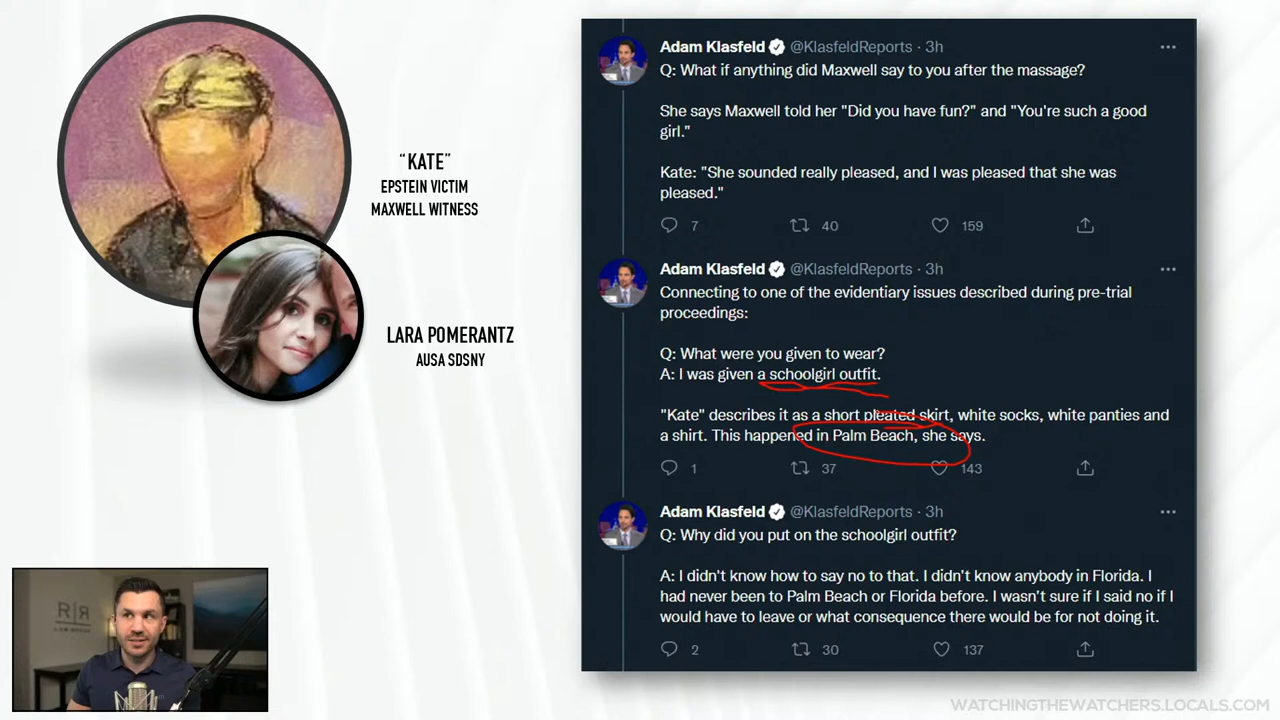 "KATE"
EPSTEIN VICTIM
MAXWELL WITNESS
LARA POMERANTZ
AUSA SDSNY
Adam Klasfeld @KlasfeldReports · 3h
Q: What if anything did Maxwell say to you after the massage?
She says Maxwell told her "Did you have fun?" and "You're such a good
girl."
Kate: "She sounded really pleased, and I was pleased that she was
pleased."
7 40 159
Adam Klasfeld @KlasfeldReports · 3h
Connecting to one of the evidentiary issues described during pre-trial
proceedings:
Q: What were you given to wear?
A: I was given a schoolgirl outfit.
"Kate" describes it as a short pleated skirt, white socks, white panties and
a shirt. This happened in Palm Beach, she says.
1 37 143
Adam Klasfeld @KlasfeldReports · 3h
Q: Why did you put on the schoolgirl outfit?
A: I didn't know how to say no to that. I didn't know anybody in Florida. I
had never been to Palm Beach or Florida before. I wasn't sure if I said no if I
would have to leave or what consequence there would be for not doing it.
2 30 137
R|R
LAW GROUP
WATCHINGTHEWATCHERS.LOCALS.COM